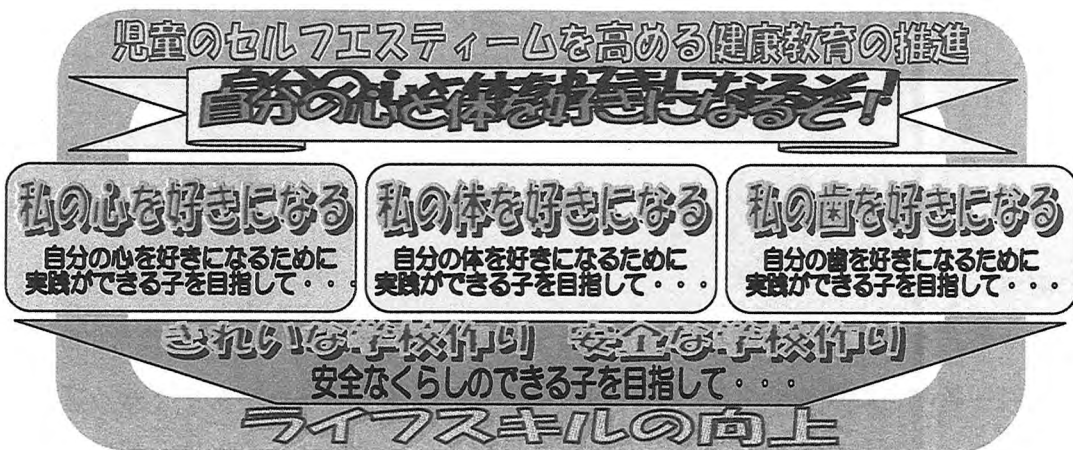 児童のセルフエスティームを高める健康教育の推進
自分の心と体を好きになるぞ！
私の心を好きになる
自分の心を好きになるために
実践ができる子を目指して・・・
私の体を好きになる
自分の体を好きになるために
実践ができる子を目指して・・・
私の歯を好きになる
自分の歯を好きになるために
実践ができる子を目指して・・・
きれいな学校作り　安全な学校作り
安全なくらしのできる子を目指して・・・
ライフスキルの向上